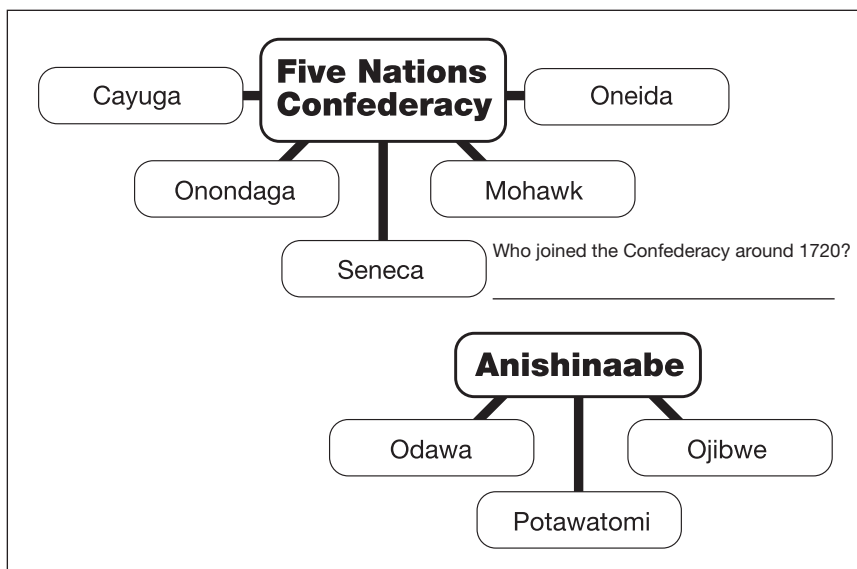 Five Nations
Confederacy
Cayuga
Oneida
Onondaga
Mohawk
Seneca
Who joined the Confederacy around 1720?
Anishinaabe
Odawa
Ojibwe
Potawatomi